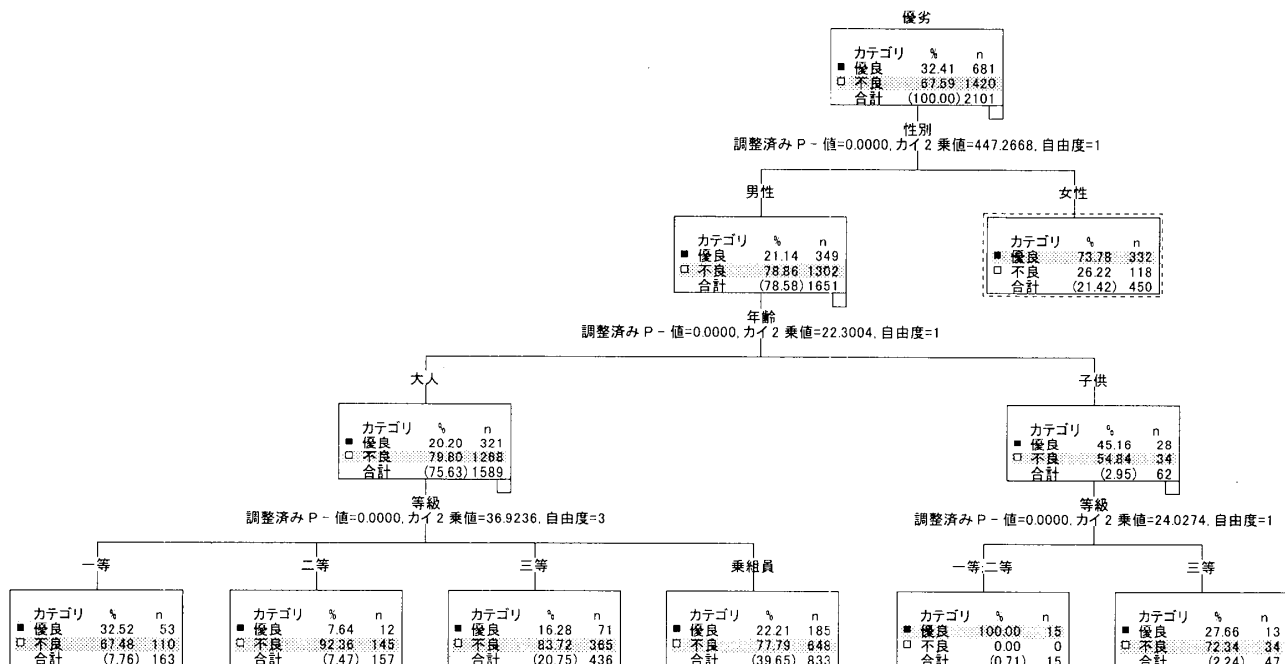 優劣
カテゴリ % n
優良 32.41 681
不良 67.59 1420
合計 (100.00) 2101
性別
調整済み P - 値=0.0000, カイ2 乗値=447.2668, 自由度=1
男性
女性
カテゴリ % n
優良 21.14 349
不良 78.86 1302
合計 (78.58) 1651
カテゴリ % n
優良 73.78 332
不良 26.22 118
合計 (21.42) 450
年齢
調整済み P - 値=0.0000, カイ2 乗値=22.3004, 自由度=1
大人
子供
カテゴリ % n
優良 20.20 321
不良 79.80 1268
合計 (75.63) 1589
カテゴリ % n
優良 45.16 28
不良 54.84 34
合計 (2.95) 62
等級
調整済み P - 値=0.0000, カイ2 乗値=36.9236, 自由度=3
等級
調整済み P - 値=0.0000, カイ2 乗値=24.0274, 自由度=1
一等
二等
三等
乗組員
一等;二等
三等
カテゴリ % n
優良 32.52 53
不良 67.48 110
合計 (7.76) 163
カテゴリ % n
優良 7.64 12
不良 92.36 145
合計 (7.47) 157
カテゴリ % n
優良 16.28 71
不良 83.72 365
合計 (20.75) 436
カテゴリ % n
優良 22.21 185
不良 77.79 648
合計 (39.65) 833
カテゴリ % n
優良 100.00 15
不良 0.00 0
合計 (0.71) 15
カテゴリ % n
優良 27.66 13
不良 72.34 34
合計 (2.24) 47